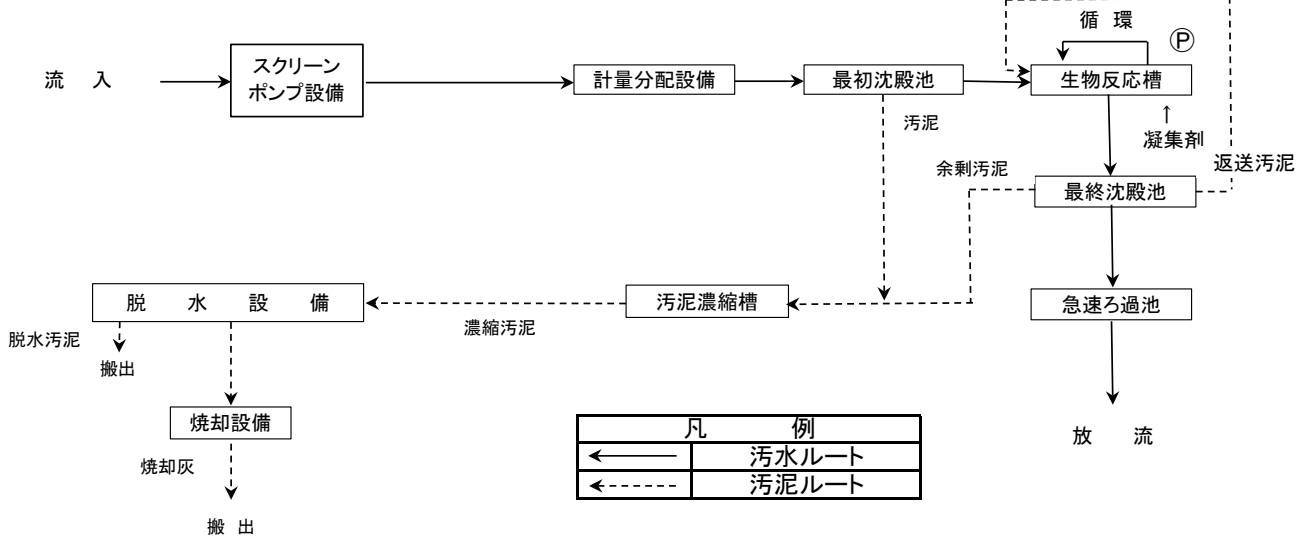 循 環
Ⓟ
流 入
スクリーン
ポンプ設備
計量分配設備
最初沈殿池
生物反応槽
汚泥
↑
凝集剤
返送汚泥
余剰汚泥
最終沈殿池
脱 水 設 備
汚泥濃縮槽
急速ろ過池
脱水汚泥
濃縮汚泥
搬出
焼却設備
凡 例
汚水ルート
汚泥ルート
放 流
焼却灰
搬 出